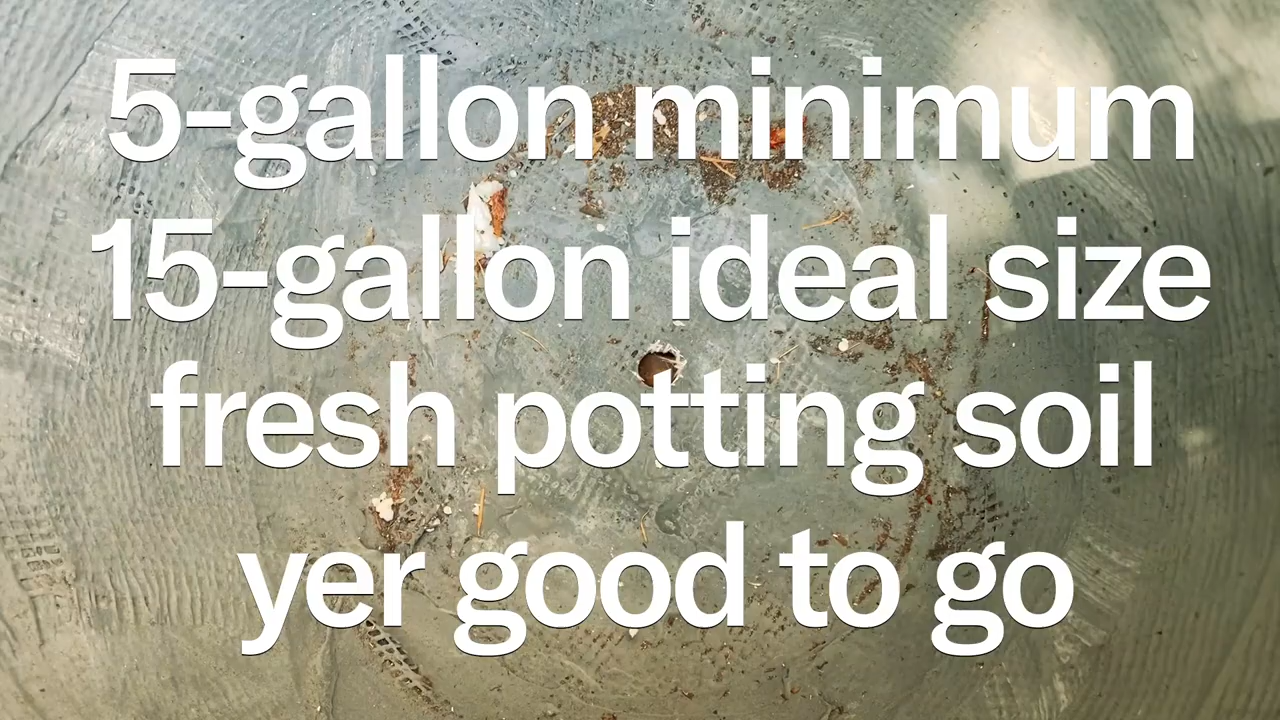 5-gallon minimum
15-gallon ideal size
fresh potting soil
yer good to go